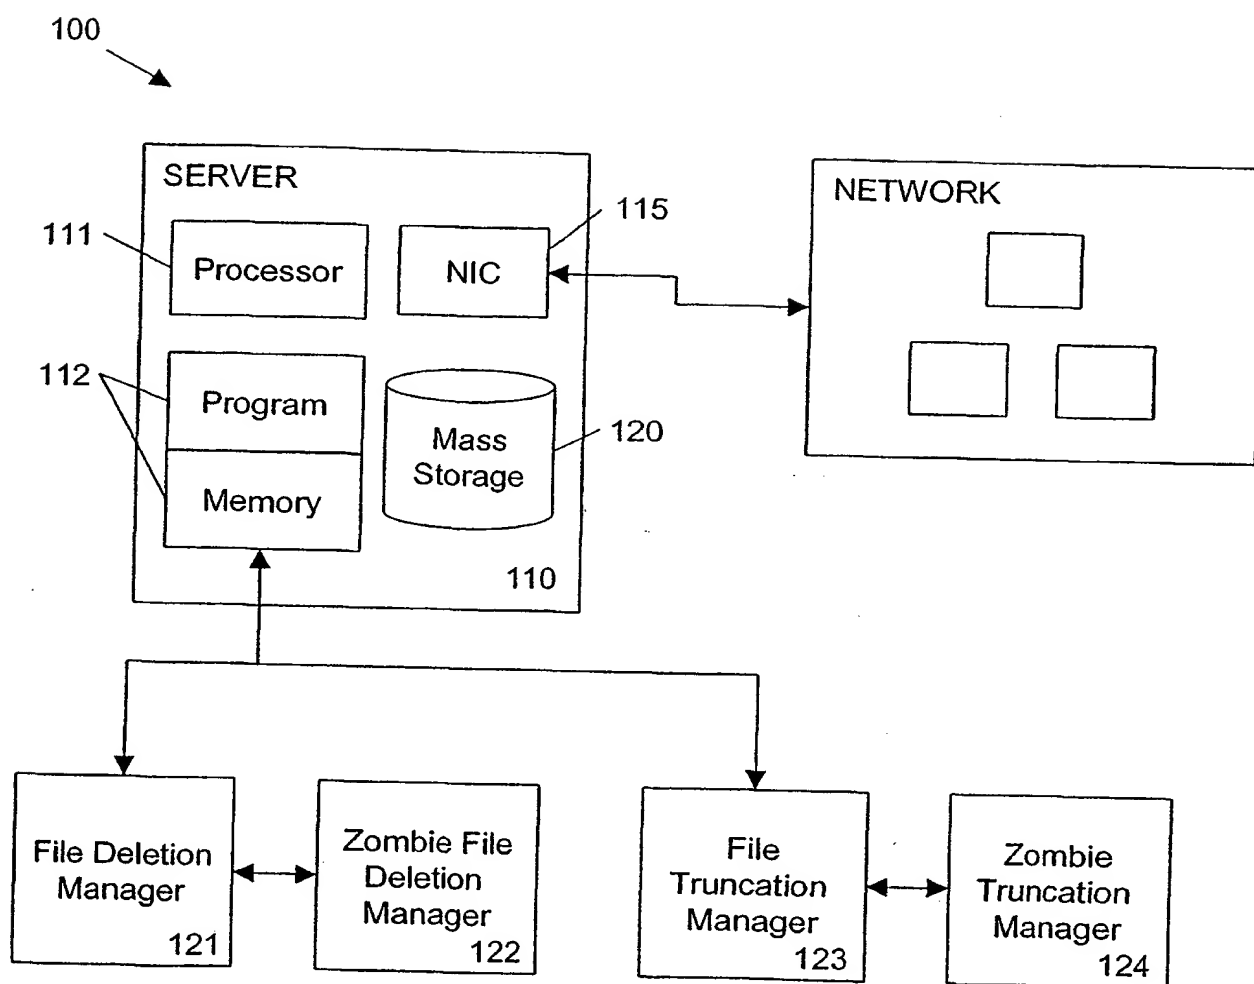 100
SERVER
NETWORK
115
111
Processor
NIC
112
Program
Mass
Storage
120
Memory
110
File Deletion
Manager
121
Zombie File
Deletion
Manager
122
File
Truncation
Manager
123
Zombie
Truncation
Manager
124